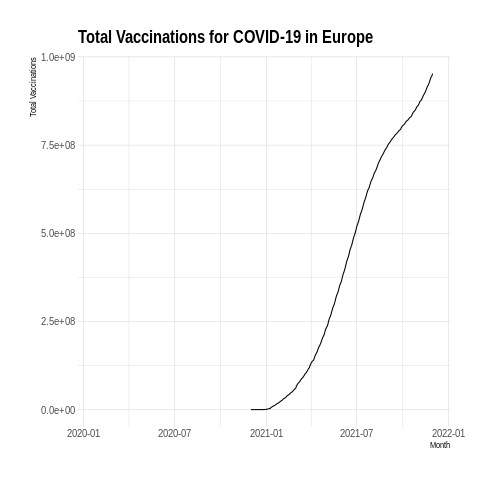 Total Vaccinations for COVID-19 in Europe
Total Vaccinations
1.0e+09
7.5e+08
5.0e+08
2.5e+08
0.0e+00
2020-01 2020-07 2021-01 2021-07 2022-01
Month